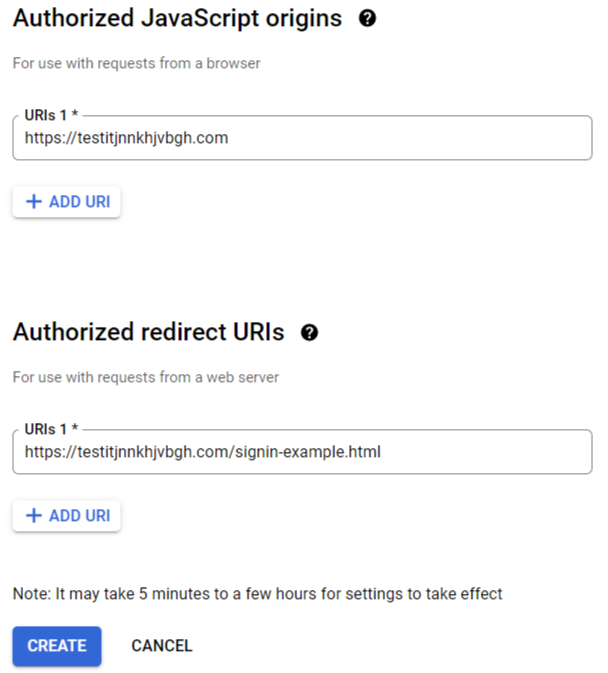 Authorized JavaScript origins ?
For use with requests from a browser
URIs 1 *
https://testitjnnkhjvbgh.com
+ ADD URI
Authorized redirect URIs ?
For use with requests from a web server
URIs 1 *
https://testitjnnkhjvbgh.com/signin-example.html
+ ADD URI
Note: It may take 5 minutes to a few hours for settings to take effect
CREATE CANCEL